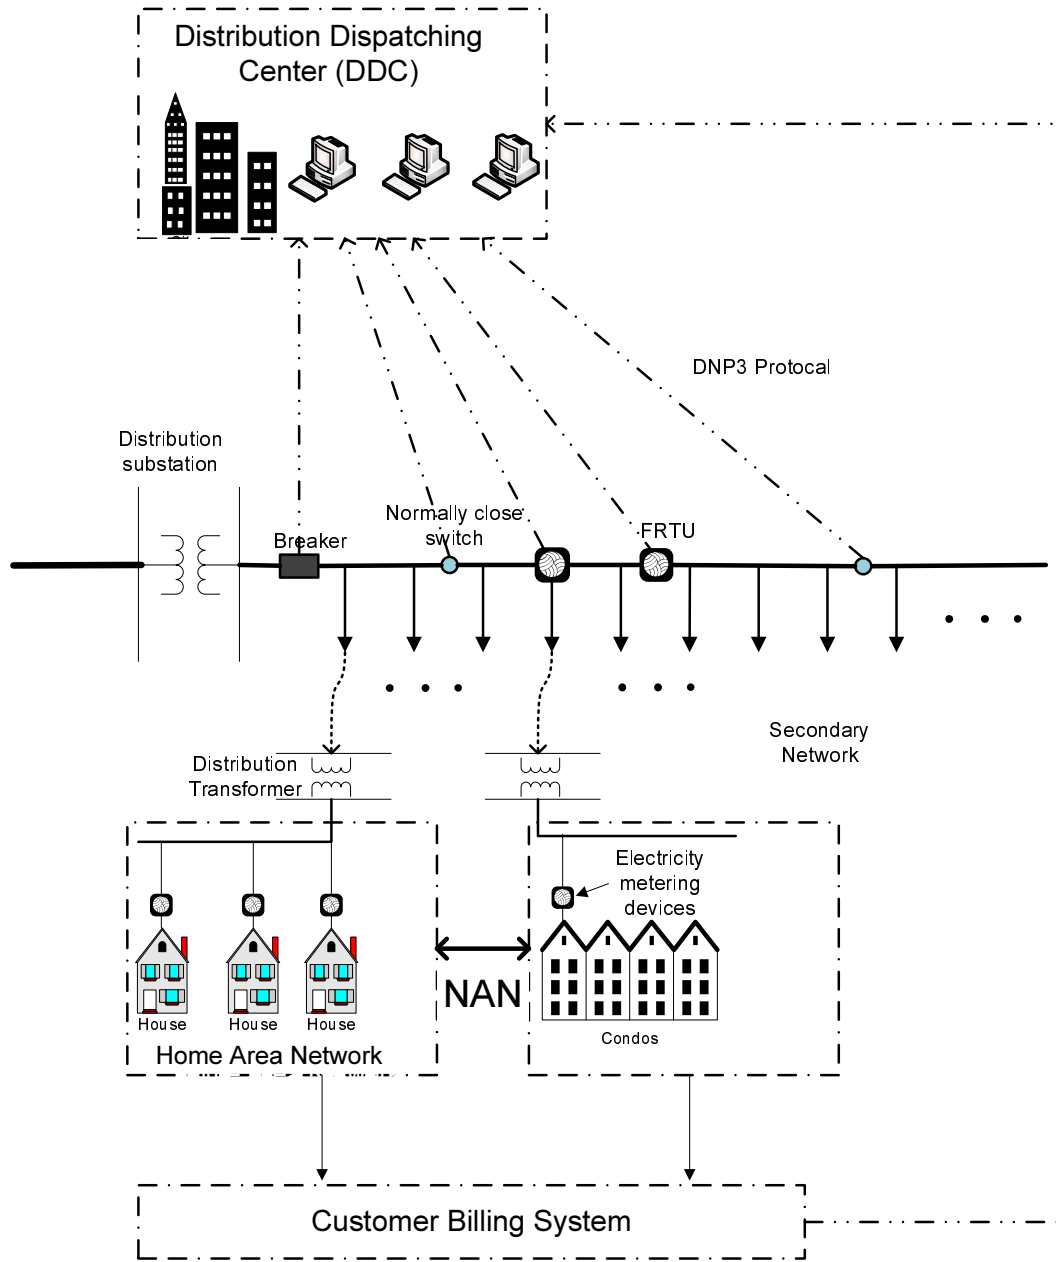 Distribution Dispatching
Center (DDC)
DNP3 Protocal
Distribution
substation
Normally close
switch
Breaker
FRTU
Secondary
Network
Distribution
Transformer
Electricity
metering
devices
NAN
House
House
House
Condos
Home Area Network
Customer Billing System